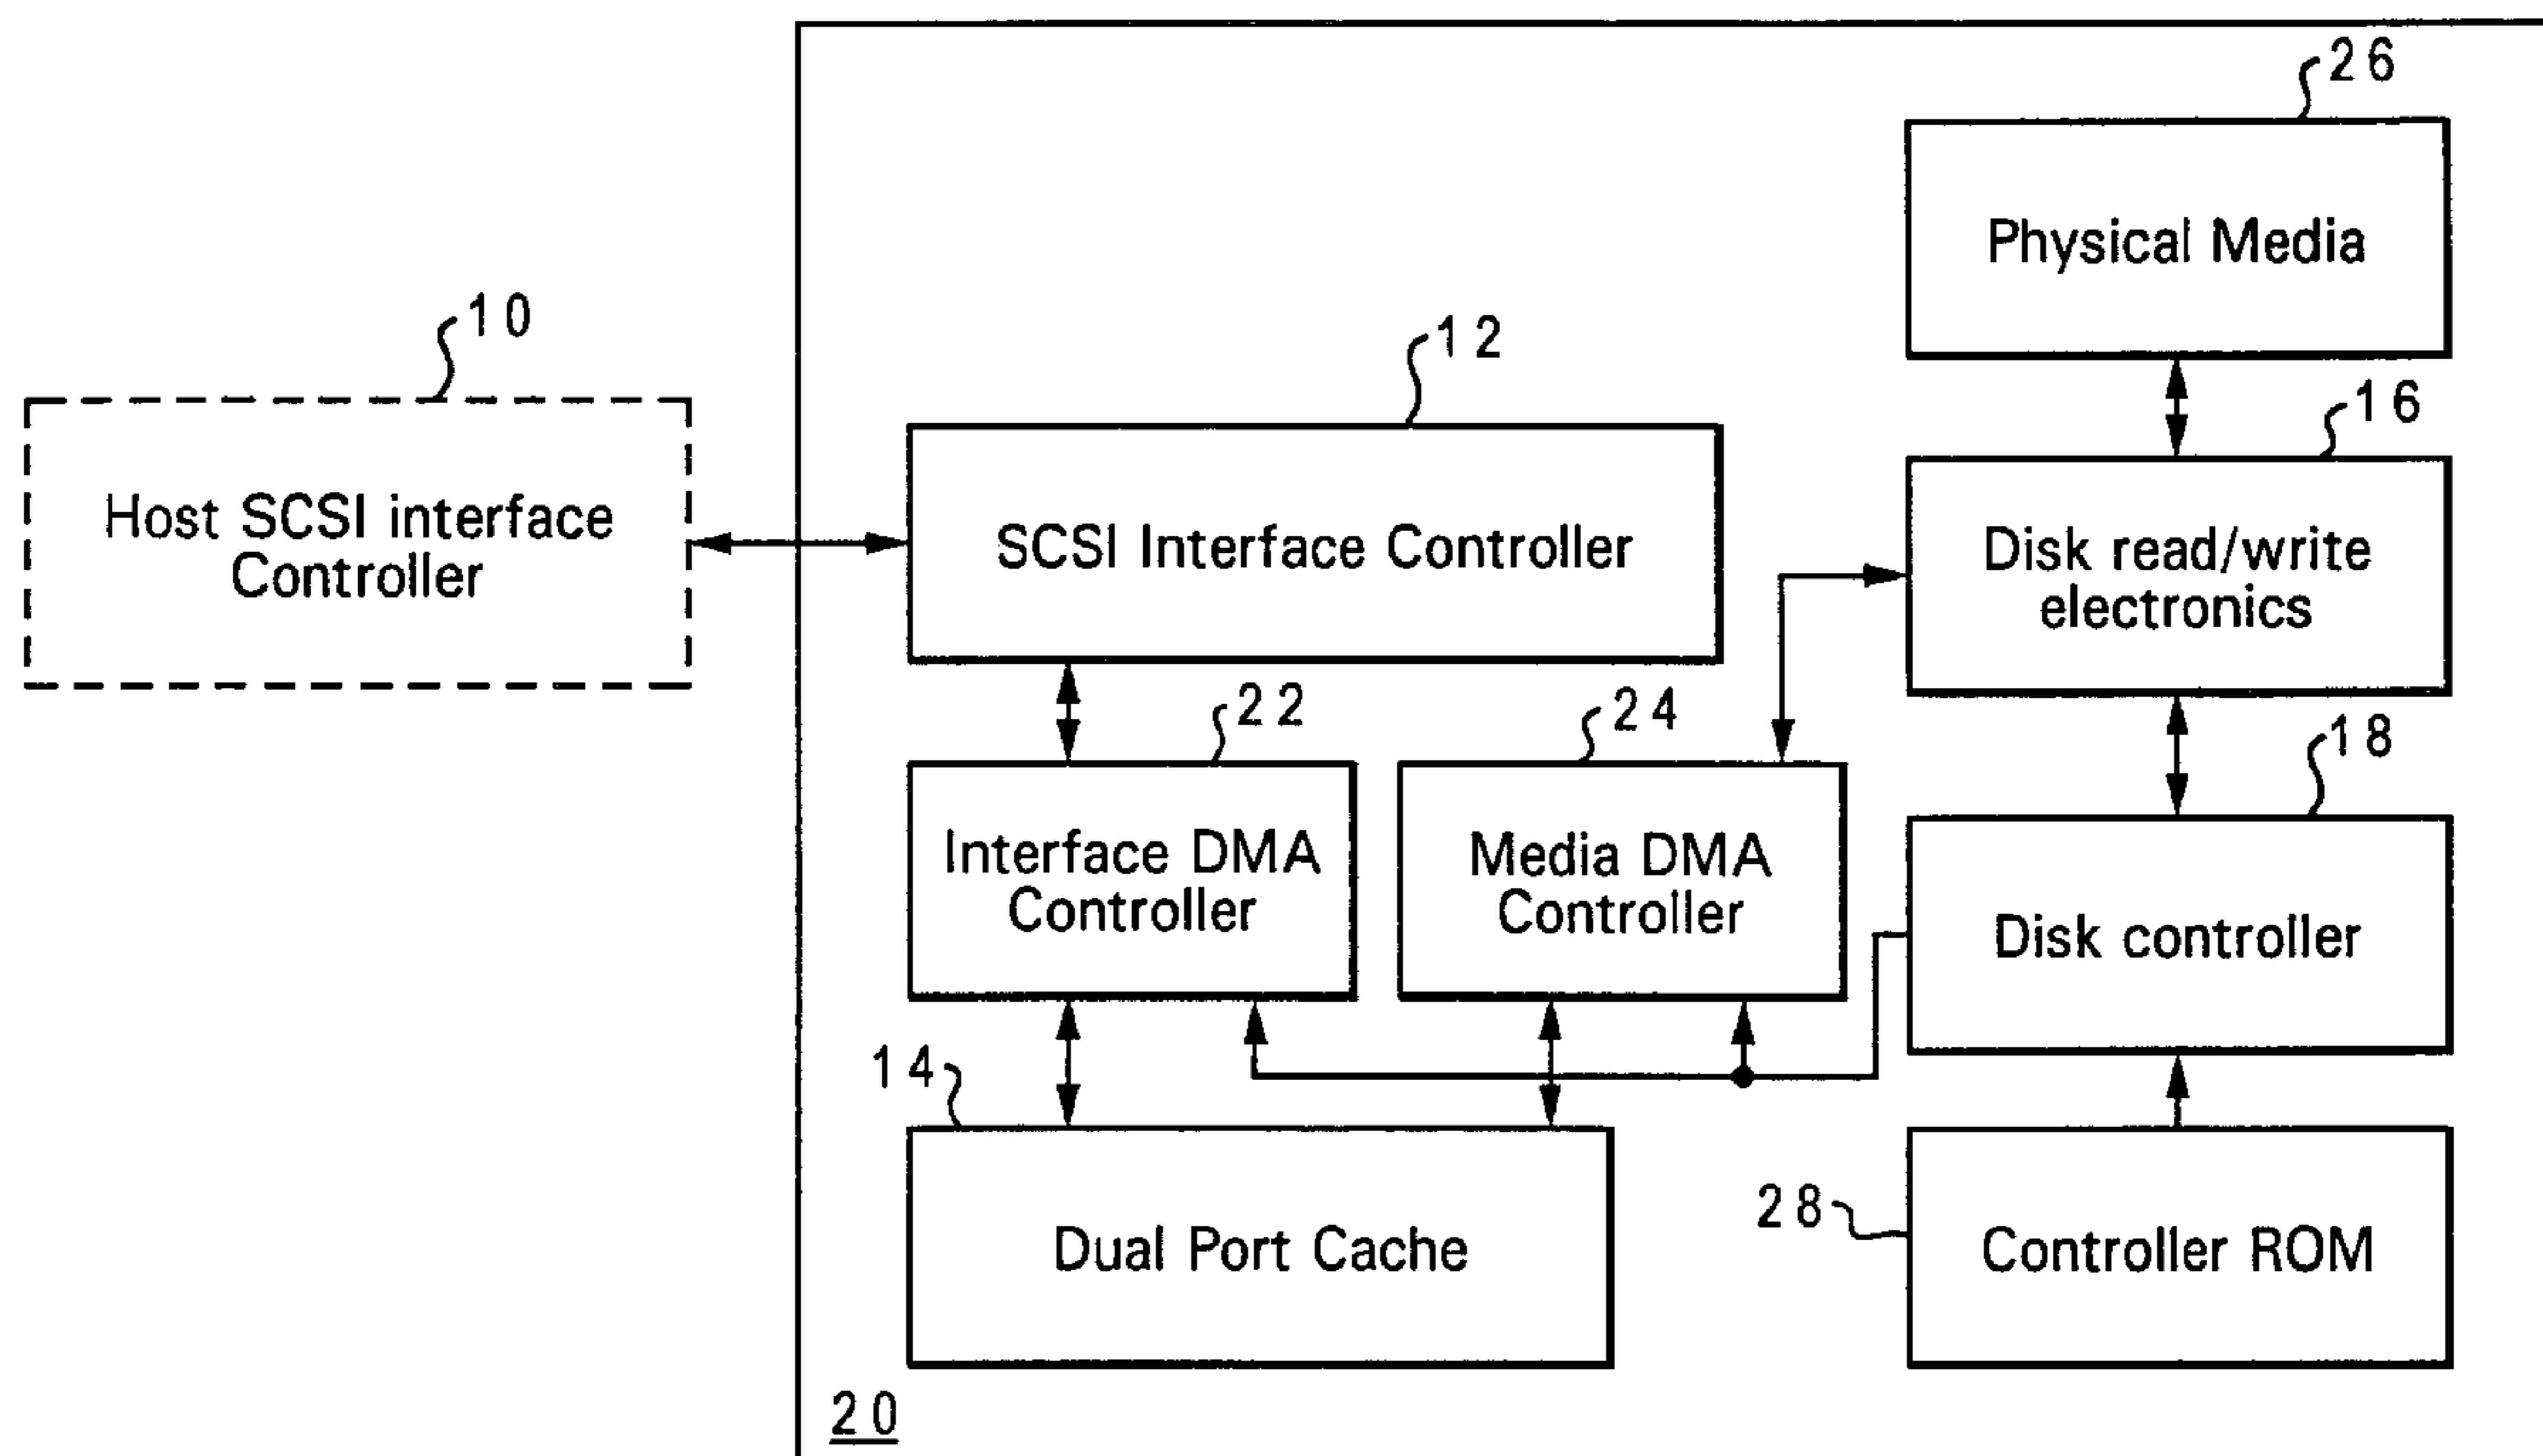 26
Physical Media
10
Host SCSI interface
Controller
12
SCSI Interface Controller
16
Disk read/write
electronics
22
Interface DMA
Controller
24
Media DMA
Controller
18
Disk controller
14
Dual Port Cache
28
Controller ROM
20